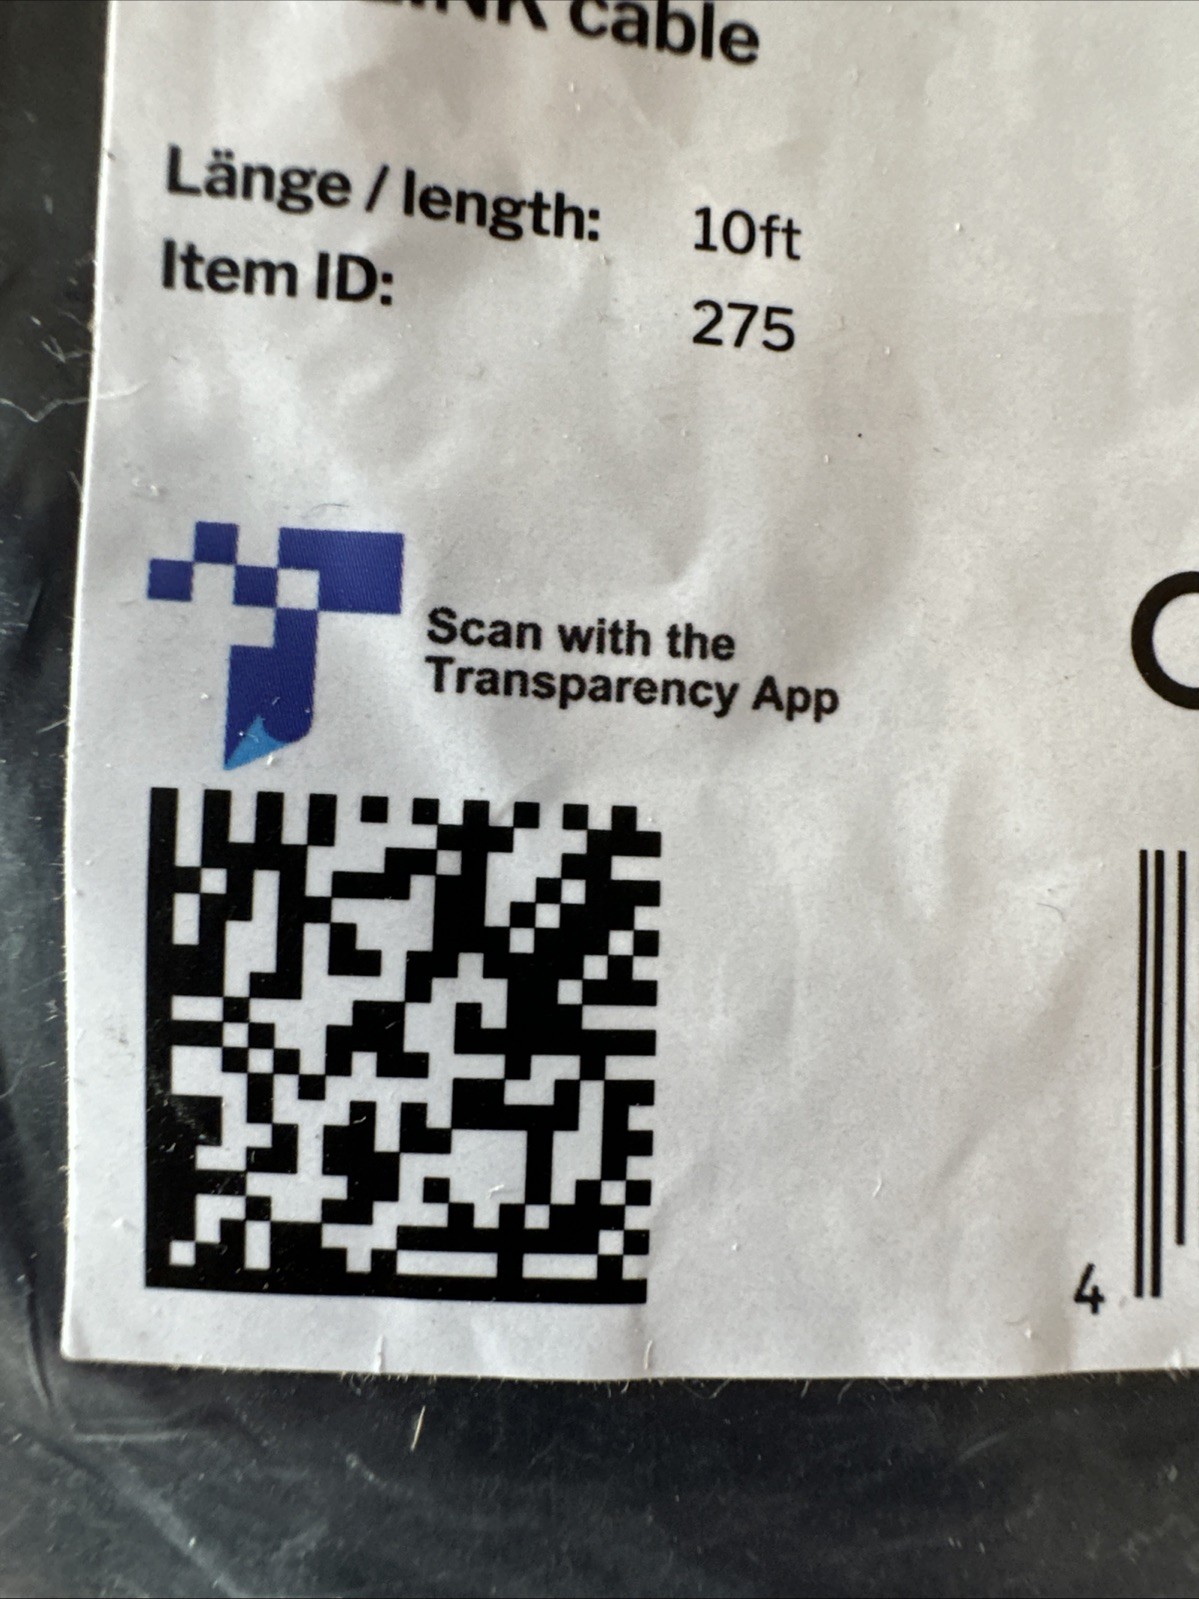 cable
Länge / length: 10ft
Item ID: 275
Scan with the
Transparency App
4